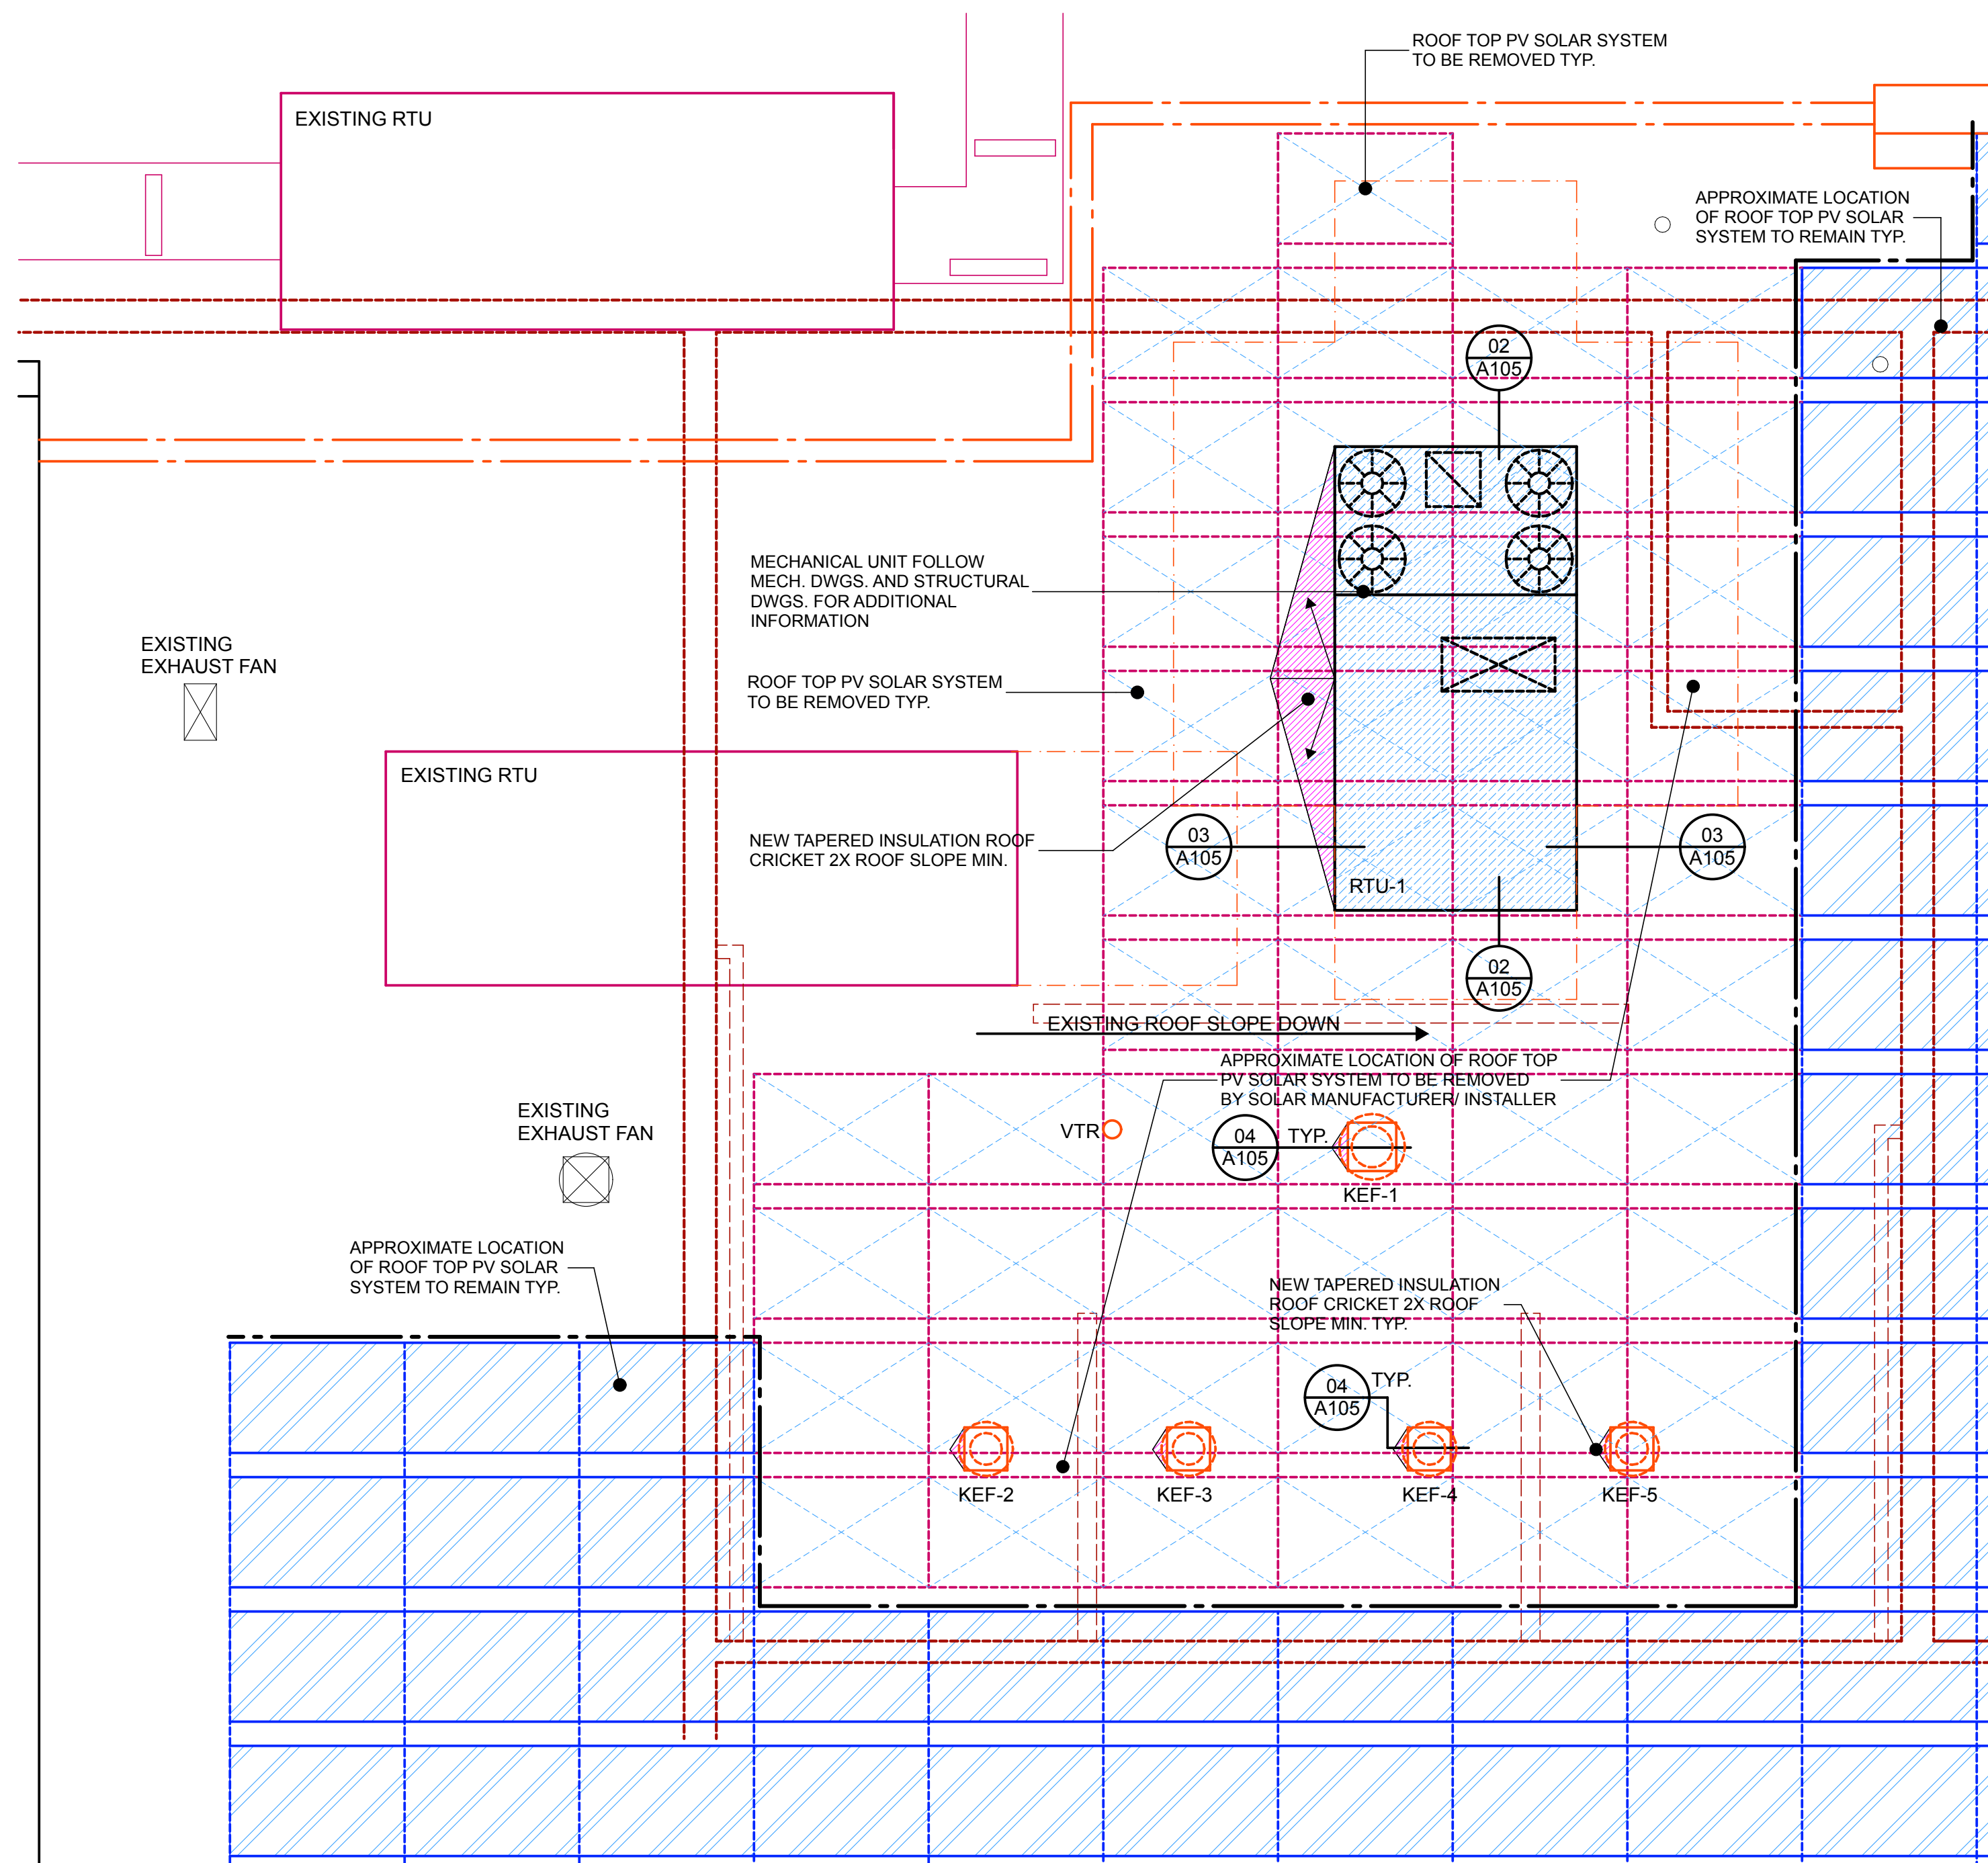 ROOF TOP PV SOLAR SYSTEM
TO BE REMOVED TYP.
EXISTING RTU
APPROXIMATE LOCATION
OF ROOF TOP PV SOLAR
SYSTEM TO REMAIN TYP.
02
A105
MECHANICAL UNIT FOLLOW
MECH. DWGS. AND STRUCTURAL
DWGS. FOR ADDITIONAL
INFORMATION
EXISTING
EXHAUST FAN
ROOF TOP PV SOLAR SYSTEM
TO BE REMOVED TYP.
EXISTING RTU
NEW TAPERED INSULATION ROOF
CRICKET 2X ROOF SLOPE MIN.
03
A105
03
A105
RTU-1
02
A105
EXISTING ROOF SLOPE DOWN
APPROXIMATE LOCATION OF ROOF TOP
PV SOLAR SYSTEM TO BE REMOVED
BY SOLAR MANUFACTURER/ INSTALLER
EXISTING
EXHAUST FAN
VTR
04
A105
TYP.
KEF-1
APPROXIMATE LOCATION
OF ROOF TOP PV SOLAR
SYSTEM TO REMAIN TYP.
NEW TAPERED INSULATION
ROOF CRICKET 2X ROOF
SLOPE MIN. TYP.
04
A105
TYP.
KEF-2
KEF-3
KEF-4
KEF-5